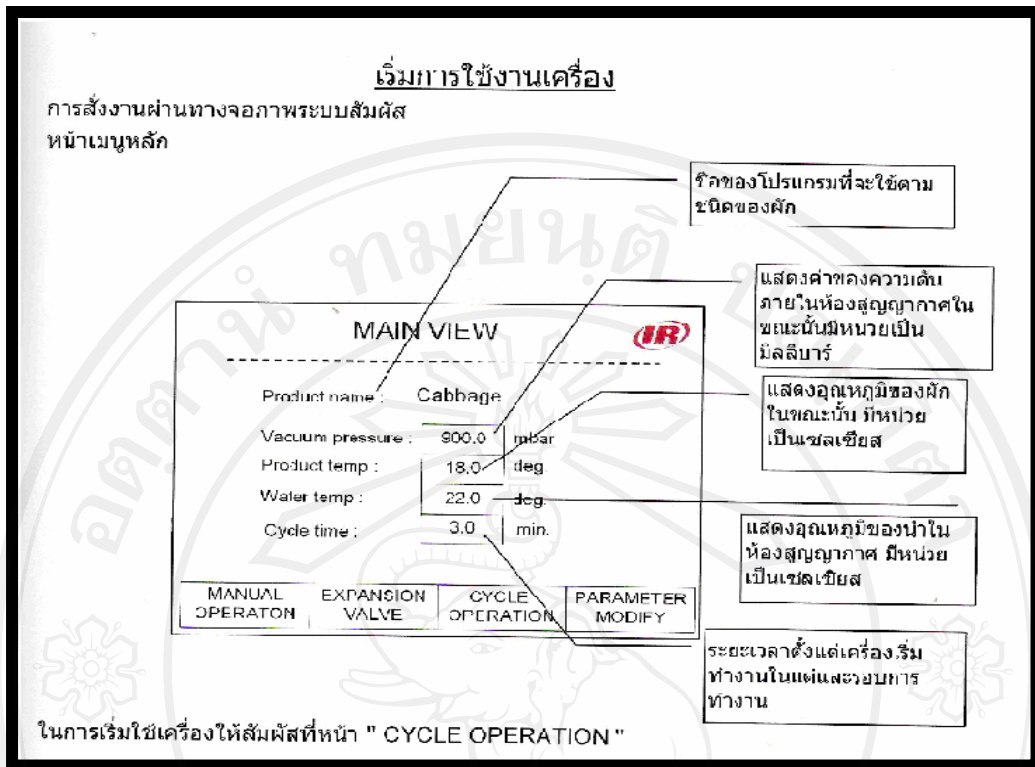 เริ่มการใช้งานเครื่อง
การสั่งงานผ่านทางจอภาพระบบสัมผัส
หน้าเมนูหลัก
ชื่อของโปรแกรมที่จะใช้ตาม
ชนิดของผัก
แสดงค่าของความดัน
ภายในห้องสูญญากาศใน
ขณะนั้นมีหน่วยเป็น
มิลลิบาร์
MAIN VIEW
IR
Product name : Cabbage
แสดงอุณหภูมิของผัก
ในขณะนั้น มีหน่วย
เป็นเซลเซียส
Vacuum pressure : 900.0 mbar
Product temp : 18.0 deg.
Water temp : 22.0 deg.
Cycle time : 3.0 min.
แสดงอุณหภูมิของน้ำใน
ห้องสูญญากาศ มีหน่วย
เป็นเซลเซียส
MANUAL EXPANSION CYCLE PARAMETER
OPERATON VALVE OPERATION MODIFY
ระยะเวลาตั้งแต่เครื่องเริ่ม
ทำงานในแต่และรอบการ
ทำงาน
ในการเริ่มใช้เครื่องให้สัมผัสที่หน้า " CYCLE OPERATION "